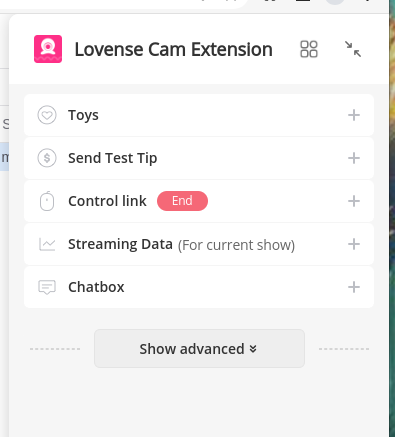 Lovense Cam Extension
Toys
Send Test Tip
Control link End
Streaming Data (For current show)
Chatbox
Show advanced